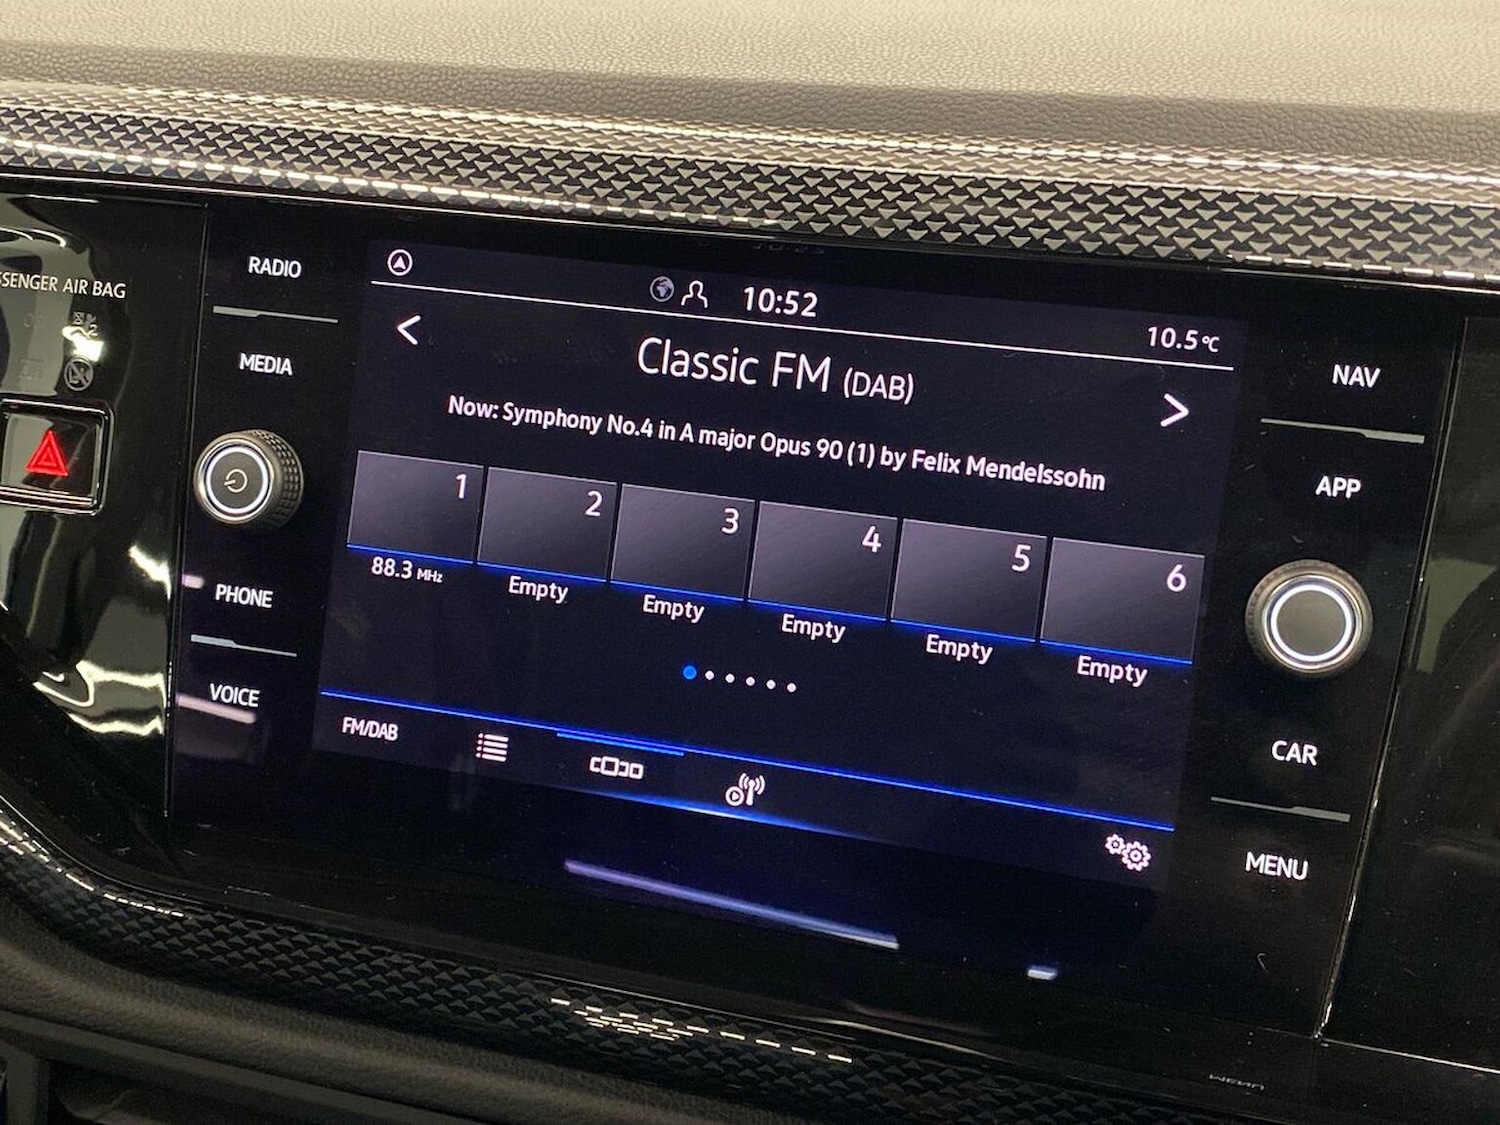 SSENGER AIR BAG
RADIO
MEDIA
PHONE
VOICE
10:52
10.5°C
Classic FM (DAB)
Now: Symphony No.4 in A major Opus 90 (1) by Felix Mendelssohn
1 2 3 4 5 6
88.3 MHz Empty Empty Empty Empty Empty
FM/DAB
NAV
APP
CAR
MENU